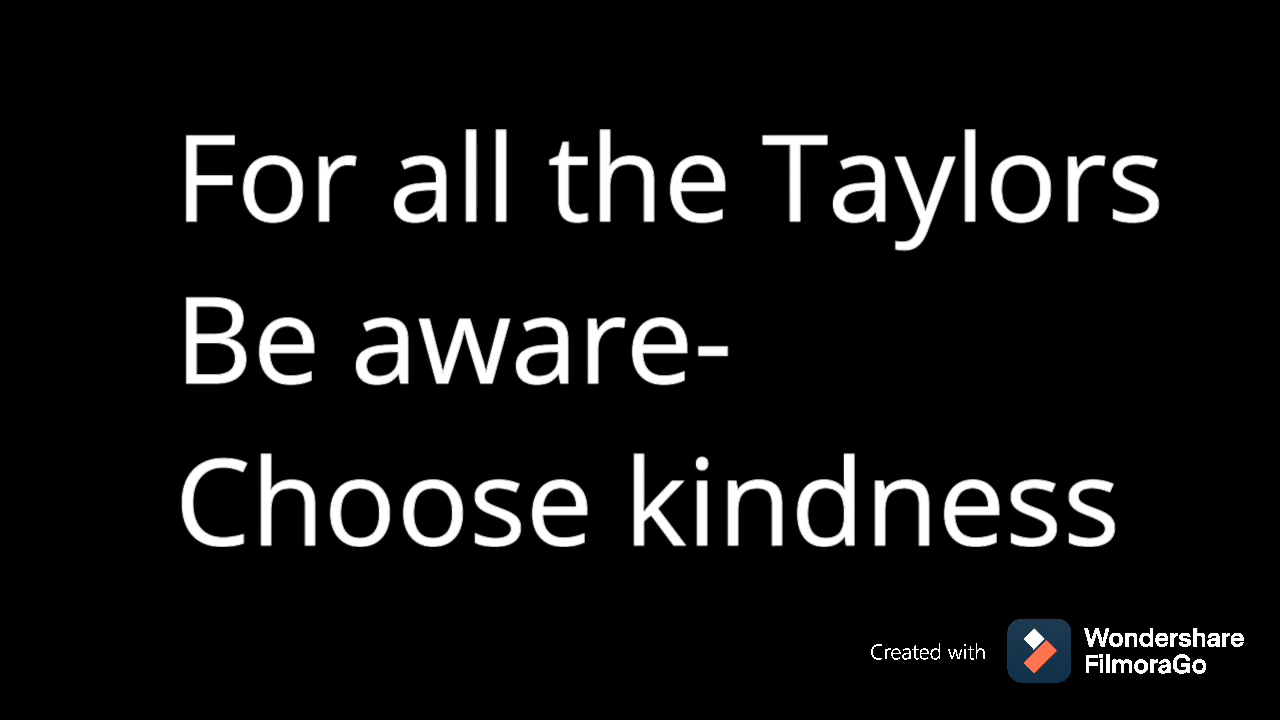 For all the Taylors
Be aware-
Choose kindness
Created with
Wondershare
FilmoraGo